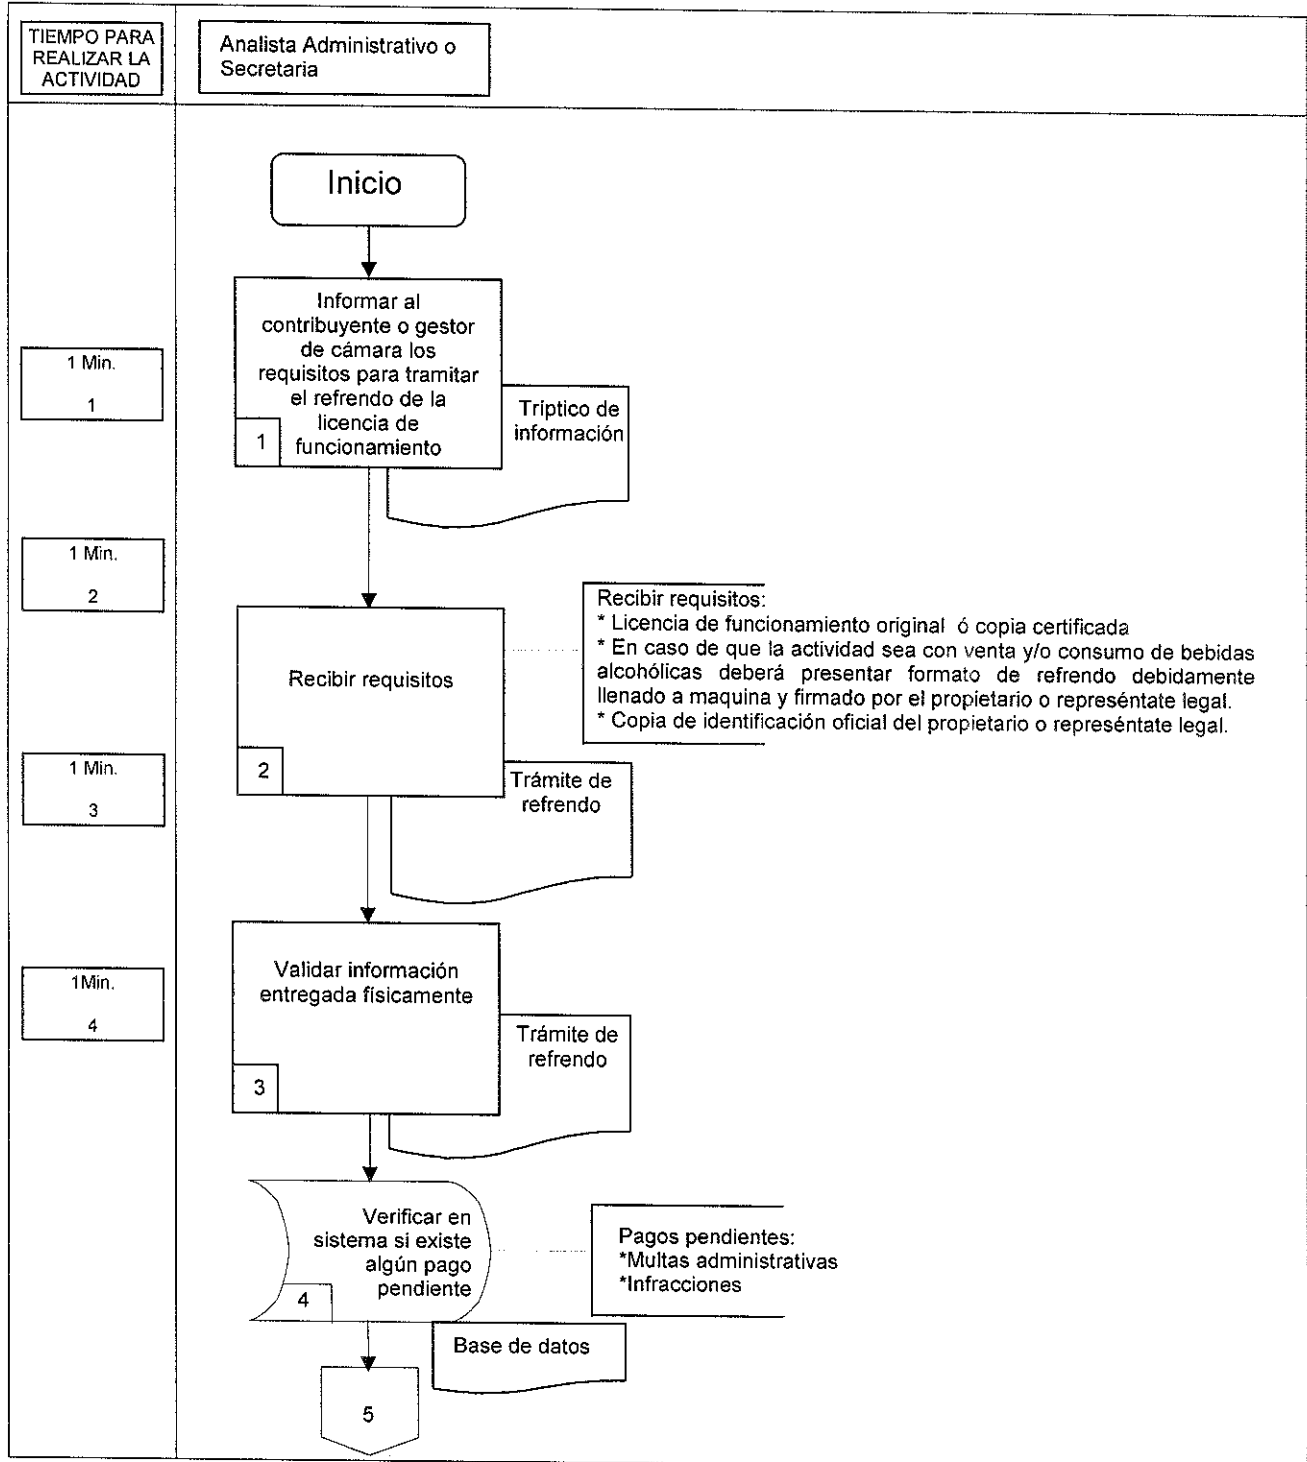 TIEMPO PARA
REALIZAR LA
ACTIVIDAD
Analista Administrativo o
Secretaria
Inicio
1 Min.
1
Informar al
contribuyente o gestor
de cámara los
requisitos para tramitar
el refrendo de la
licencia de
funcionamiento
1
Tríptico de
información
1 Min.
2
Recibir requisitos
2
Recibir requisitos:
* Licencia de funcionamiento original ó copia certificada
* En caso de que la actividad sea con venta y/o consumo de bebidas
alcohólicas deberá presentar formato de refrendo debidamente
llenado a maquina y firmado por el propietario o represéntate legal.
* Copia de identificación oficial del propietario o represéntate legal.
Trámite de
refrendo
1 Min.
3
Validar información
entregada físicamente
3
Trámite de
refrendo
1Min.
4
Verificar en
sistema si existe
algún pago
pendiente
4
Pagos pendientes:
*Multas administrativas
*Infracciones
Base de datos
5